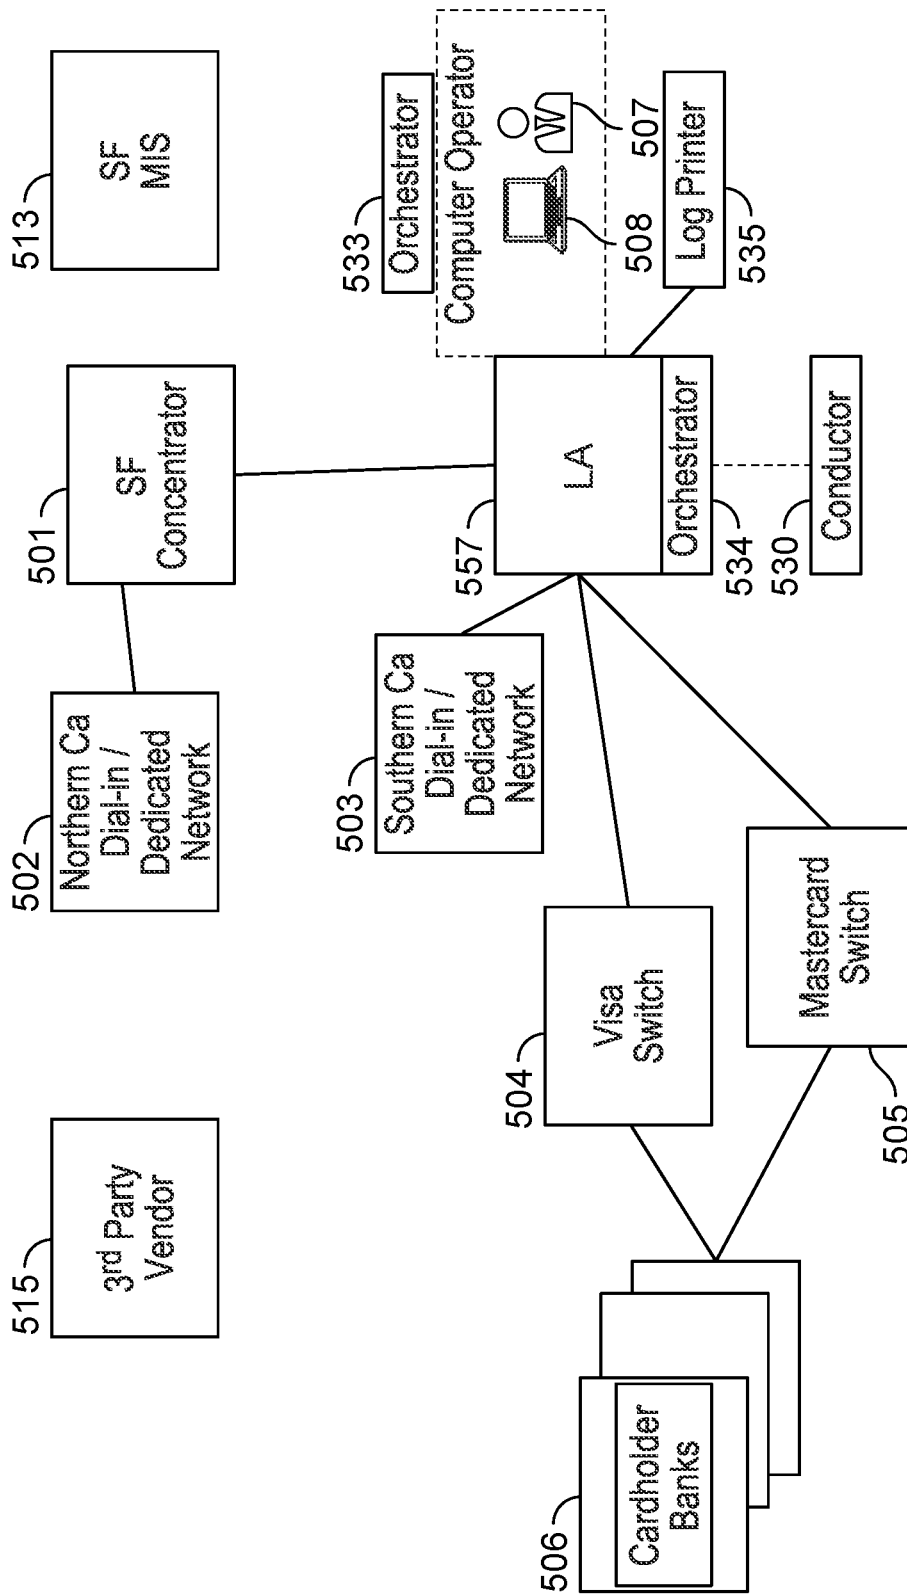 515
3rd Party
Vendor
502
Northern Ca
Dial-in /
Dedicated
Network
501
SF
Concentrator
513
SF
MIS
503
Southern Ca
Dial-in /
Dedicated
Network
533
Orchestrator
Computer Operator
508
507
557
LA
Orchestrator
534
Log Printer
535
504
Visa
Switch
530
Conductor
506
Cardholder
Banks
Mastercard
Switch
505